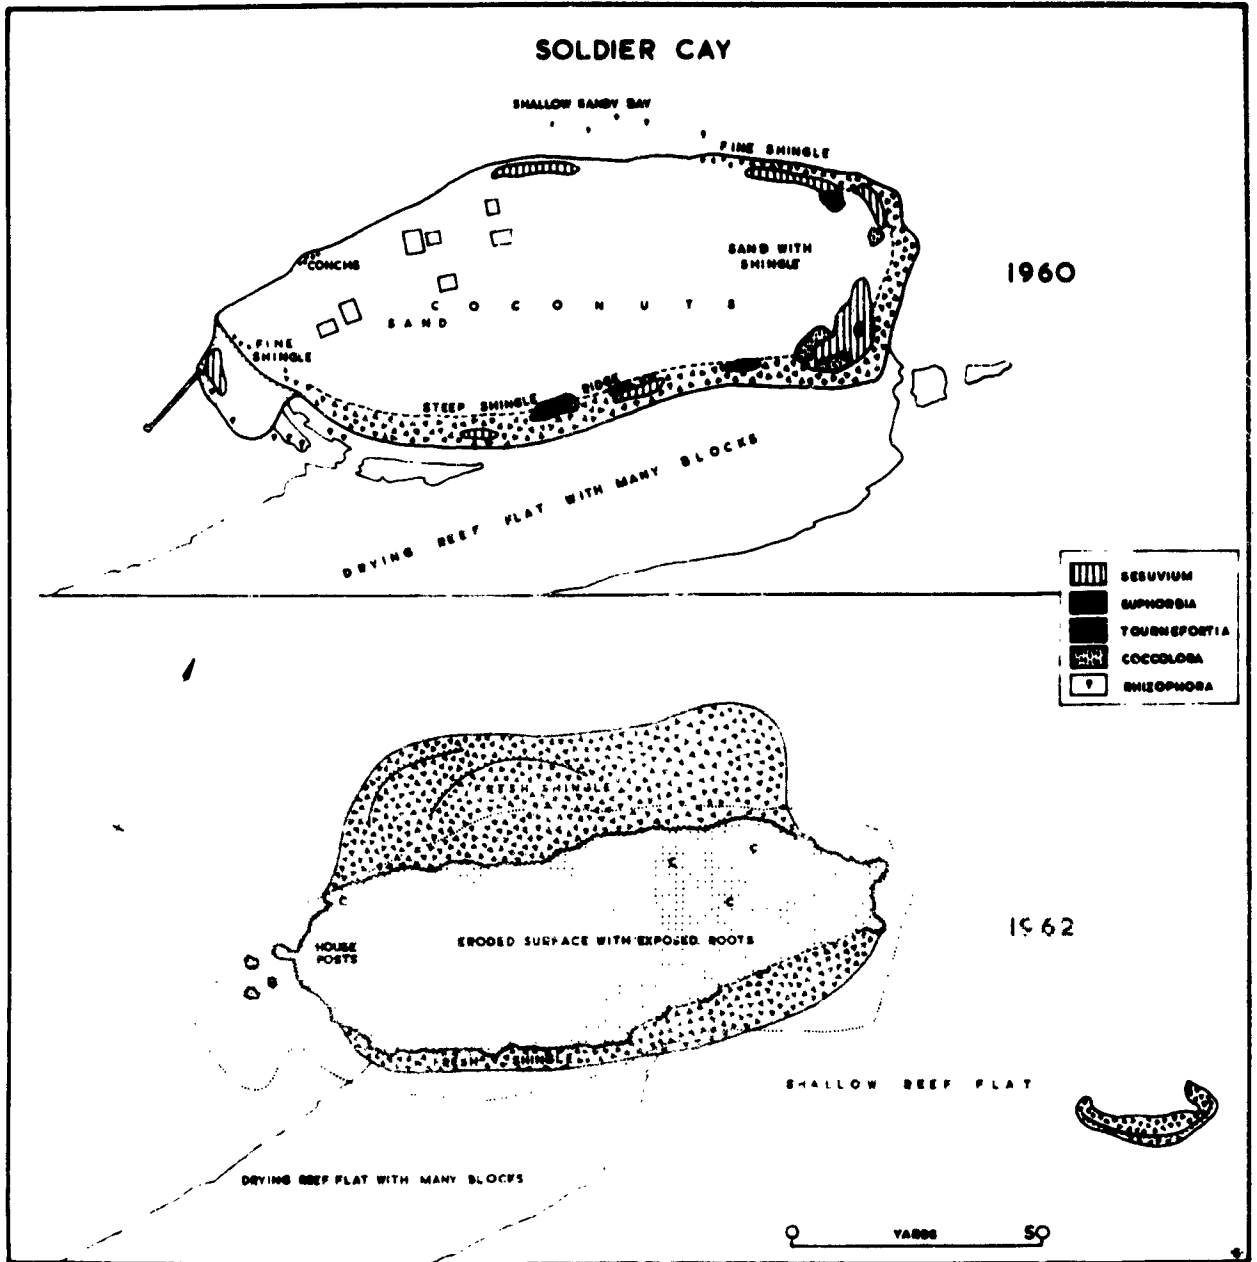 SOLDIER CAY
SHALLOW SANDY BAY
FINE SHINGLE
CONCHS
SAND WITH
SHINGLE
1960
COCONUTS
SAND
FINE
SHINGLE
STEEP SHINGLE RIDGE
DRYING REEF FLAT WITH MANY BLOCKS
SESUVIUM
EUPHORBIA
TOURNEFORTIA
COCCOLOBA
RHIZOPHORA
FRESH SHINGLE
C
C
C
C
1962
HOUSE
POSTS
ERODED SURFACE WITH EXPOSED ROOTS
FRESH SHINGLE
SHALLOW REEF FLAT
DRYING REEF FLAT WITH MANY BLOCKS
0 YARDS 50